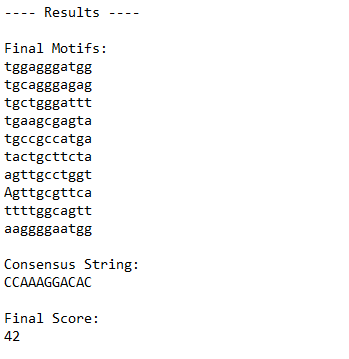 ---- Results ----
Final Motifs:
tggagggatgg
tgcagggagag
tgctgggattt
tgaagcgagta
tgccgccatga
tactgcttcta
agttgcctggt
Agttgcgttca
ttttggcagtt
aaggggaatgg
Consensus String:
CCAAAGGACAC
Final Score:
42